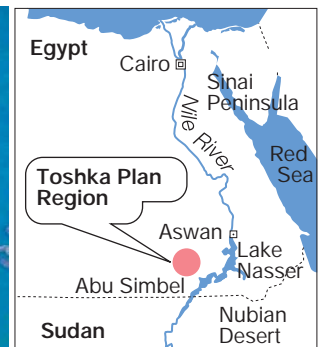 Egypt
Cairo
Sinai
Peninsula
Nile River
Red
Sea
Toshka Plan
Region
Aswan
Lake
Nasser
Abu Simbel
Nubian
Desert
Sudan